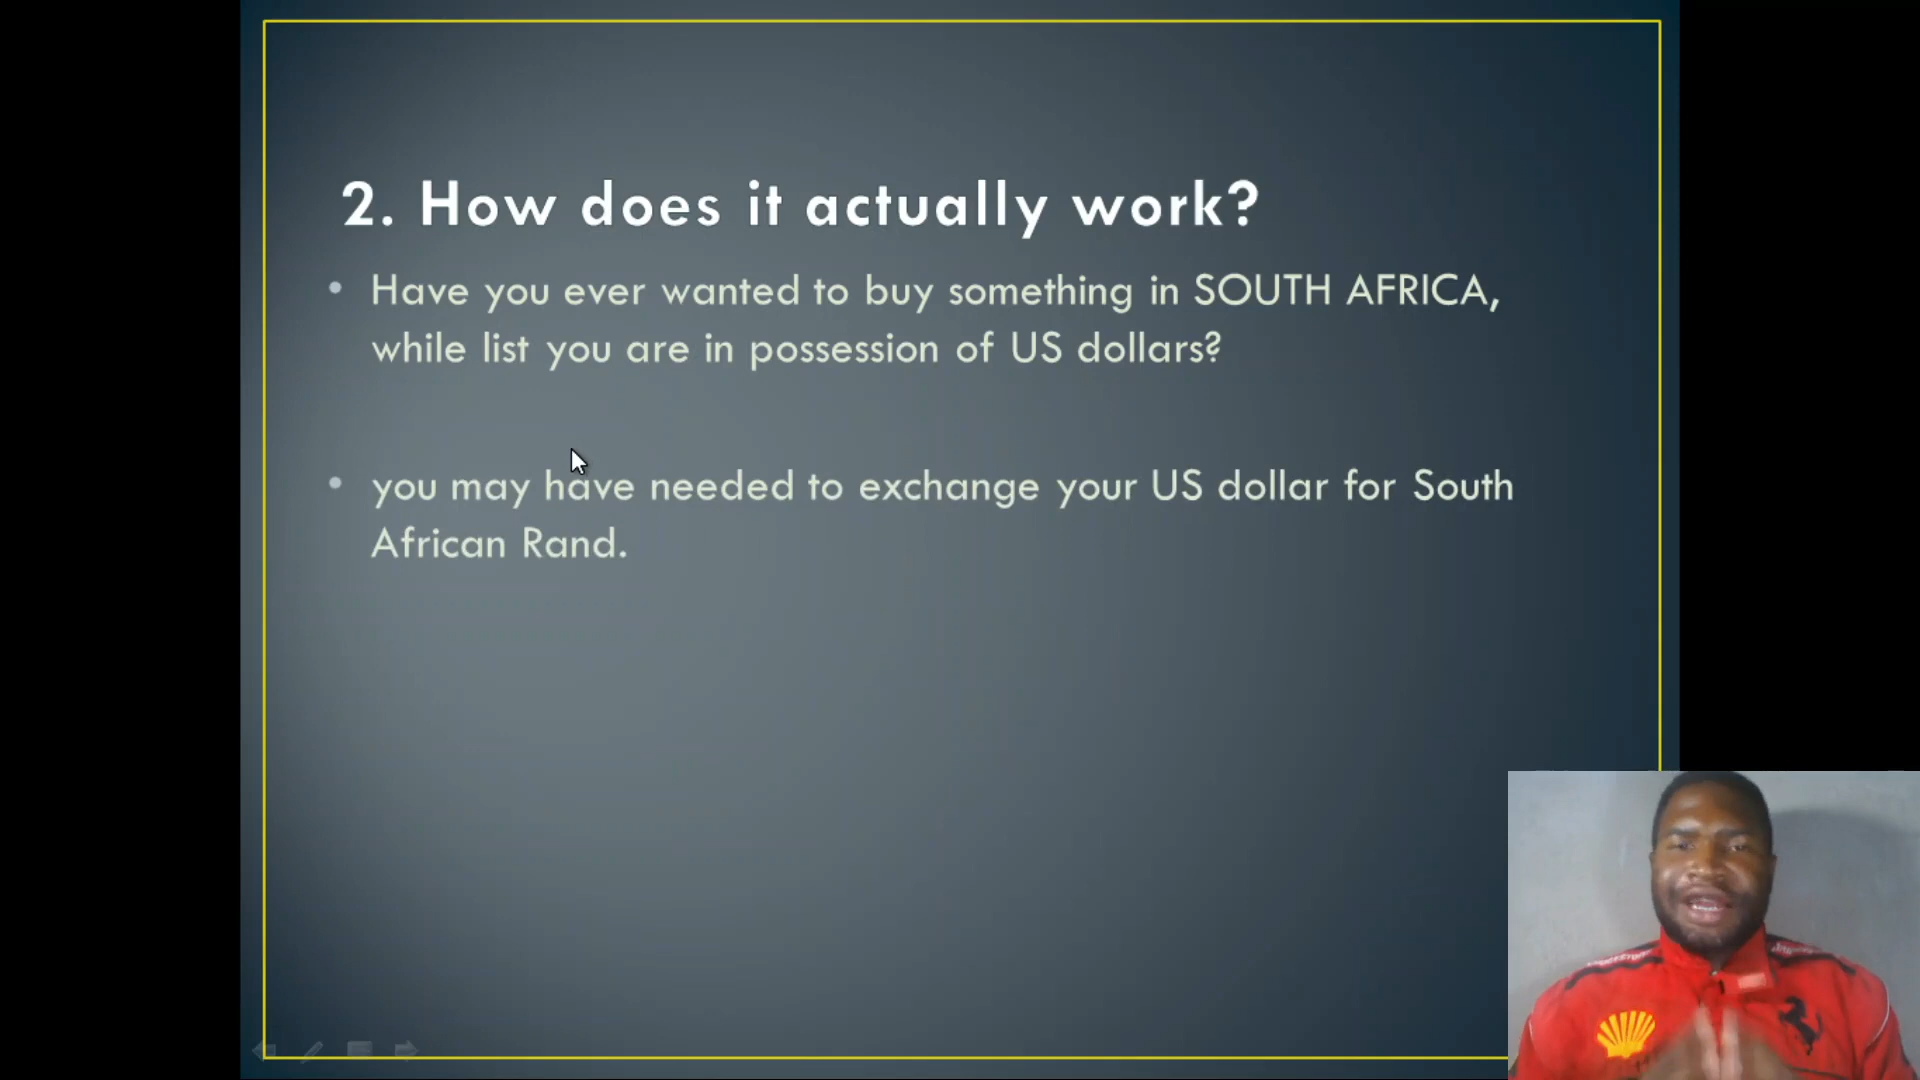 2. How does it actually work?
• Have you ever wanted to buy something in SOUTH AFRICA,
while list you are in possession of US dollars?
• you may have needed to exchange your US dollar for South
African Rand.